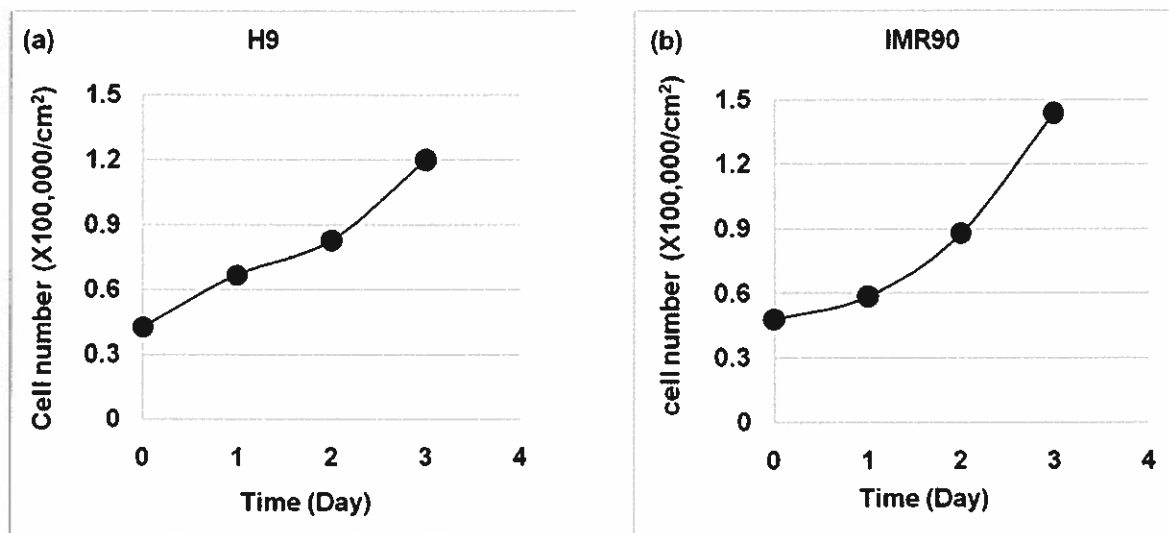 (a) H9
Cell number (X100,000/cm²)
1.5
1.2
0.9
0.6
0.3
0
0 1 2 3 4
Time (Day)
(b) IMR90
cell number (X100,000/cm²)
1.5
1.2
0.9
0.6
0.3
0
0 1 2 3 4
Time (Day)